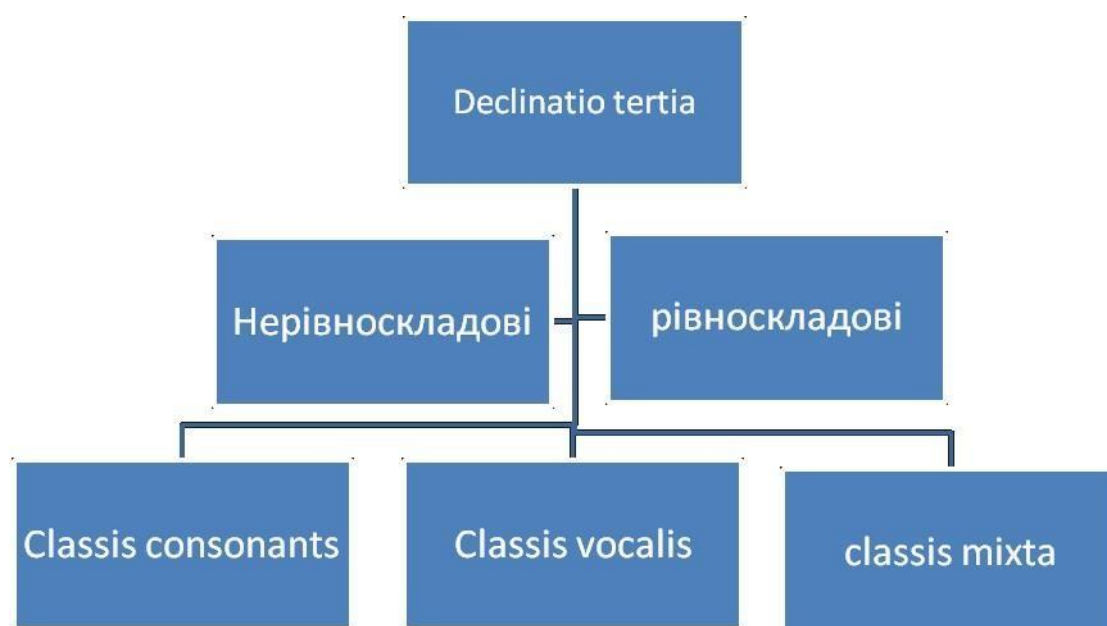 Declinatio tertia
Нерівноскладові
рівноскладові
Classis consonants
Classis vocalis
classis mixta